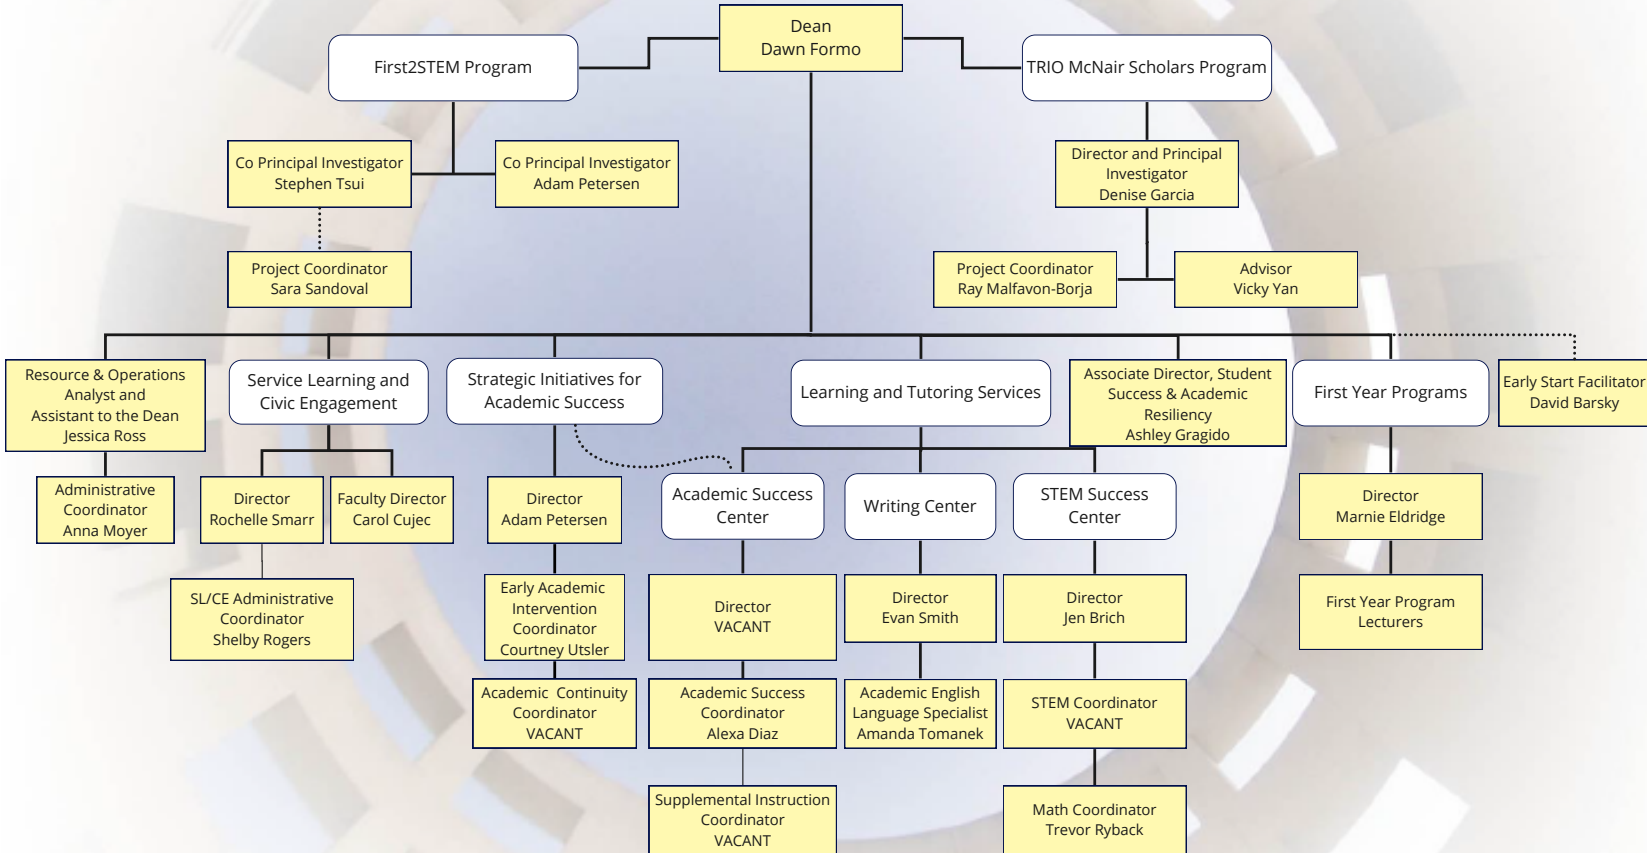 Dean
Dawn Formo
First2STEM Program
TRIO McNair Scholars Program
Co Principal Investigator
Stephen Tsui
Co Principal Investigator
Adam Petersen
Director and Principal
Investigator
Denise Garcia
Project Coordinator
Sara Sandoval
Project Coordinator
Ray Malfavon-Borja
Advisor
Vicky Yan
Resource & Operations
Analyst and
Assistant to the Dean
Jessica Ross
Service Learning and
Civic Engagement
Strategic Initiatives for
Academic Success
Learning and Tutoring Services
Associate Director, Student
Success & Academic
Resiliency
Ashley Gragido
First Year Programs
Early Start Facilitator
David Barsky
Administrative
Coordinator
Anna Moyer
Director
Rochelle Smarr
Faculty Director
Carol Cujec
Director
Adam Petersen
Academic Success
Center
Writing Center
STEM Success
Center
Director
Marnie Eldridge
SL/CE Administrative
Coordinator
Shelby Rogers
Early Academic
Intervention
Coordinator
Courtney Utsler
Director
VACANT
Director
Evan Smith
Director
Jen Brich
First Year Program
Lecturers
Academic Continuity
Coordinator
VACANT
Academic Success
Coordinator
Alexa Diaz
Academic English
Language Specialist
Amanda Tomanek
STEM Coordinator
VACANT
Supplemental Instruction
Coordinator
VACANT
Math Coordinator
Trevor Ryback